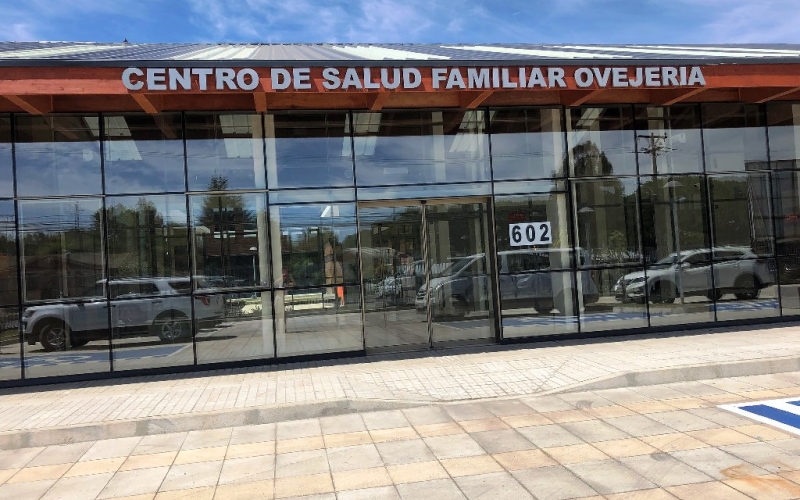 CENTRO DE SALUD FAMILIAR OVEJERIA
602